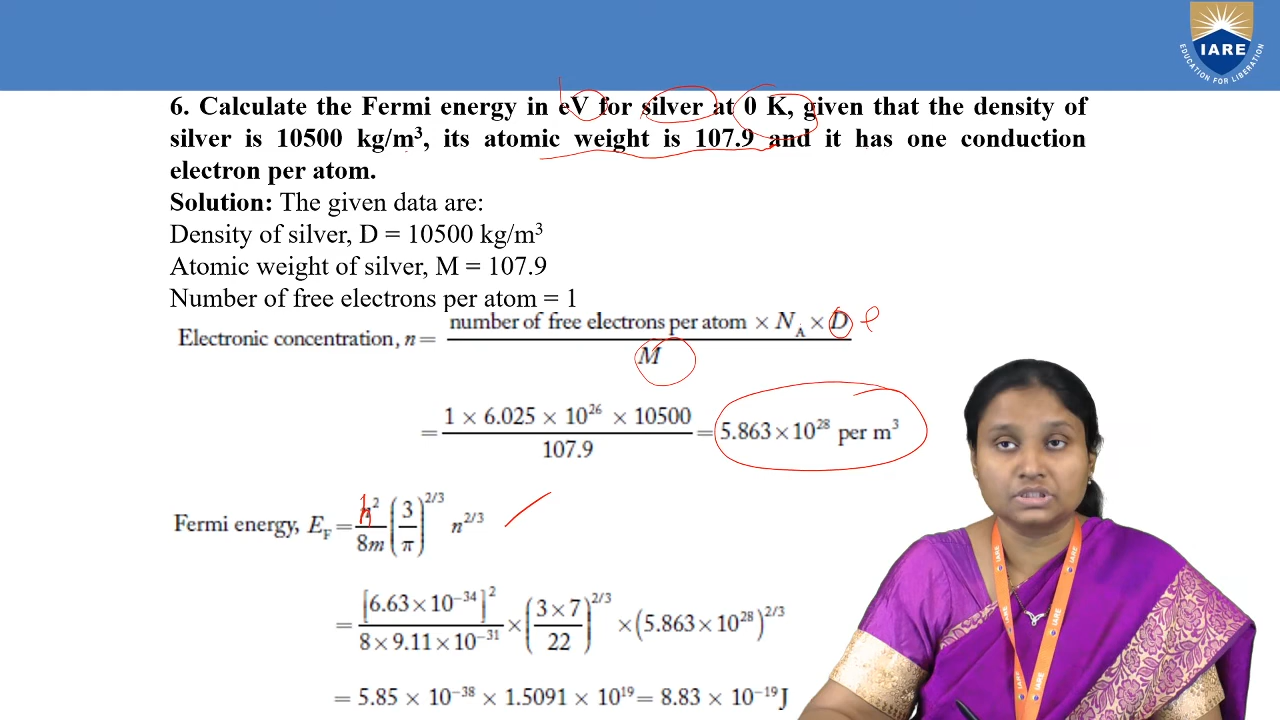 IARE
EDUCATION FOR LIBERATION
6. Calculate the Fermi energy in eV for silver at 0 K, given that the density of
silver is 10500 kg/m³, its atomic weight is 107.9 and it has one conduction
electron per atom.
Solution: The given data are:
Density of silver, D = 10500 kg/m³
Atomic weight of silver, M = 107.9
Number of free electrons per atom = 1
Electronic concentration, n = (number of free electrons per atom × N_A × D) / M
= (1 × 6.025 × 10²⁶ × 10500) / 107.9 = 5.863 × 10²⁸ per m³
Fermi energy, E_F = h²/8m (3/π)^2/3 n^2/3
= [6.63 × 10⁻³⁴]² / (8 × 9.11 × 10⁻³¹) × (3 × 7 / 22)^2/3 × (5.863 × 10²⁸)^2/3
= 5.85 × 10⁻³⁸ × 1.5091 × 10¹⁹ = 8.83 × 10⁻¹⁹ J
IARE
IARE
IARE